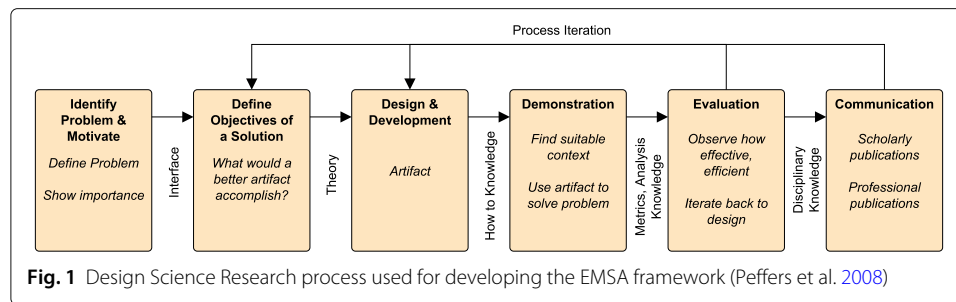 Process Iteration
Identify
Problem &
Motivate
Define Problem
Show importance
Interface
Define
Objectives of
a Solution
What would a
better artifact
accomplish?
Theory
Design &
Development
Artifact
How to Knowledge
Demonstration
Find suitable
context
Use artifact to
solve problem
Metrics, Analysis
Knowledge
Evaluation
Observe how
effective,
efficient
Iterate back to
design
Disciplinary
Knowledge
Communication
Scholarly
publications
Professional
publications
Fig. 1 Design Science Research process used for developing the EMSA framework (Peffers et al. 2008)